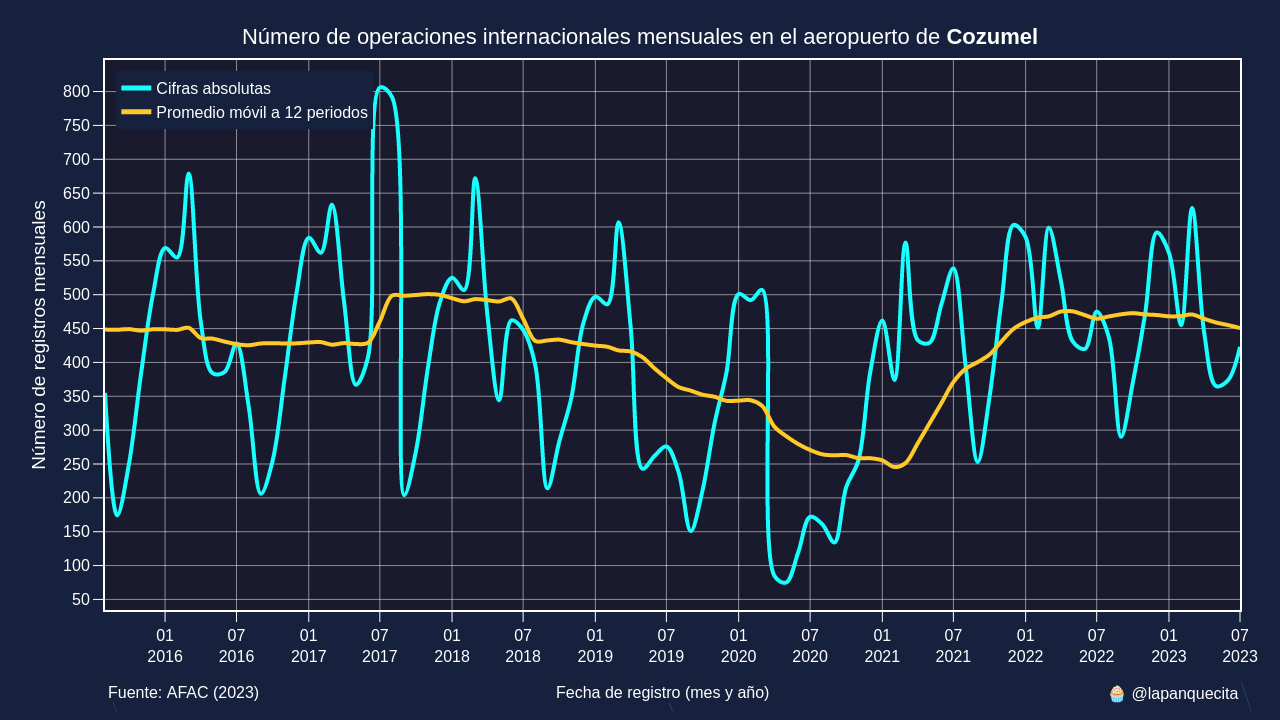 Número de operaciones internacionales mensuales en el aeropuerto de Cozumel
Cifras absolutas
Promedio móvil a 12 periodos
Número de registros mensuales
800
750
700
650
600
550
500
450
400
350
300
250
200
150
100
50
01 07 01 07 01 07 01 07 01 07 01 07 01 07 01 07
2016 2016 2017 2017 2018 2018 2019 2019 2020 2020 2021 2021 2022 2022 2023 2023
Fuente: AFAC (2023)
Fecha de registro (mes y año)
🧁 @lapanquecita